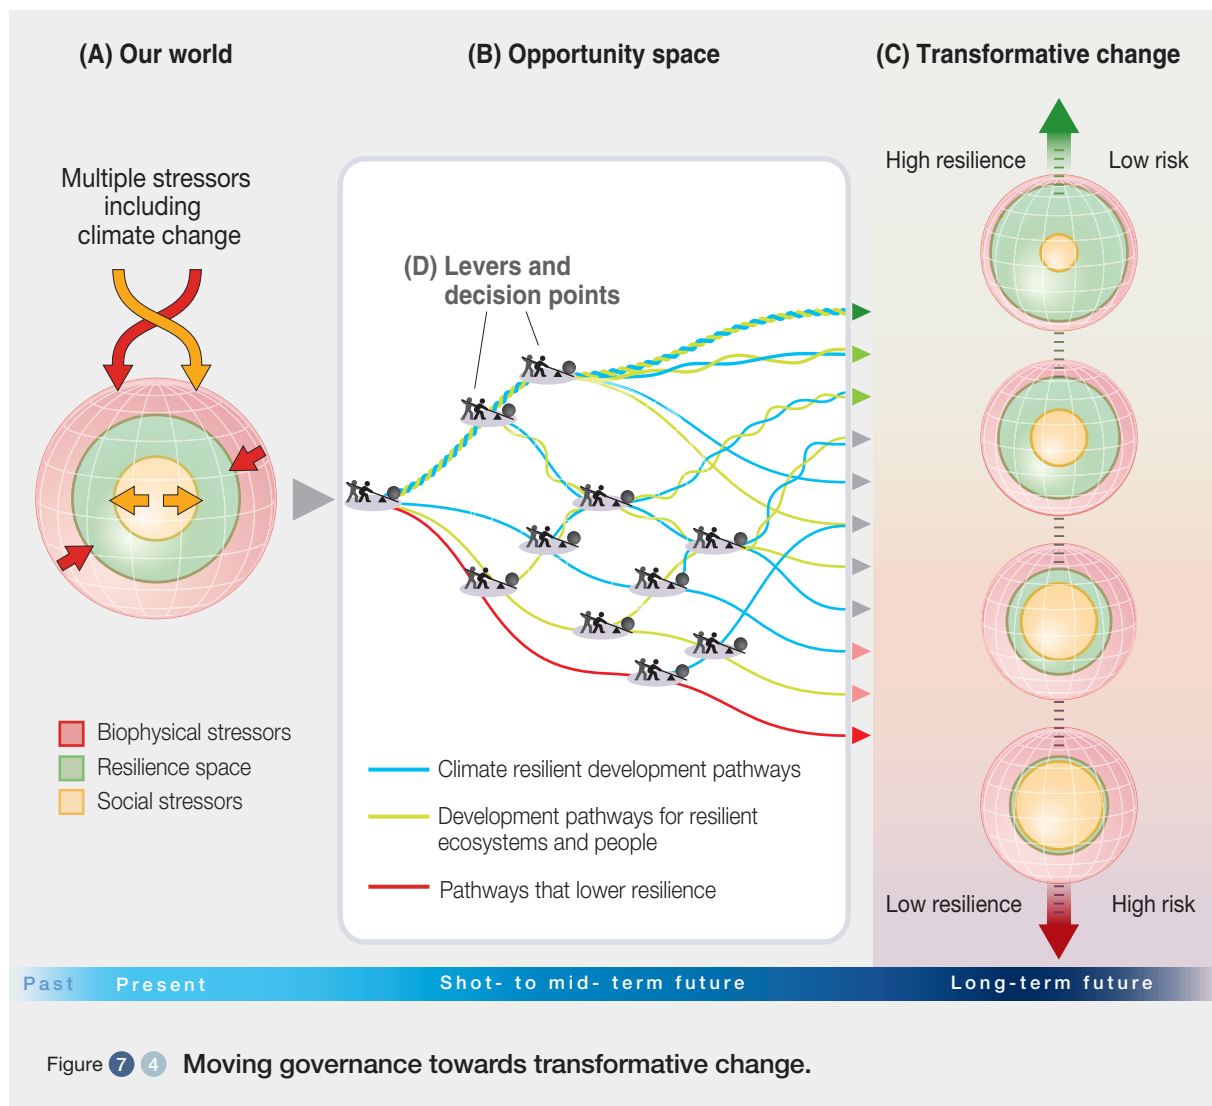 (A) Our world
(B) Opportunity space
(C) Transformative change
Multiple stressors
including
climate change
(D) Levers and
decision points
High resilience
Low risk
Biophysical stressors
Resilience space
Social stressors
Climate resilient development pathways
Development pathways for resilient
ecosystems and people
Pathways that lower resilience
Low resilience
High risk
Past
Present
Shot- to mid- term future
Long-term future
Figure 7 4 Moving governance towards transformative change.